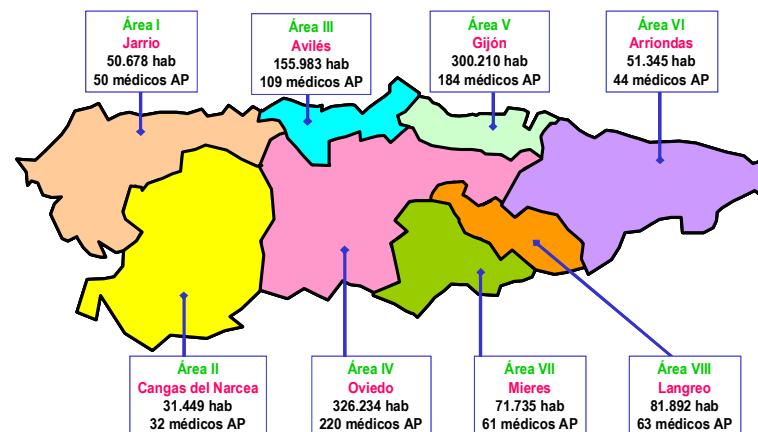 Área I
Jarrio
50.678 hab
50 médicos AP
Área III
Avilés
155.983 hab
109 médicos AP
Área V
Gijón
300.210 hab
184 médicos AP
Área VI
Arriondas
51.345 hab
44 médicos AP
Área II
Cangas del Narcea
31.449 hab
32 médicos AP
Área IV
Oviedo
326.234 hab
220 médicos AP
Área VII
Mieres
71.735 hab
61 médicos AP
Área VIII
Langreo
81.892 hab
63 médicos AP